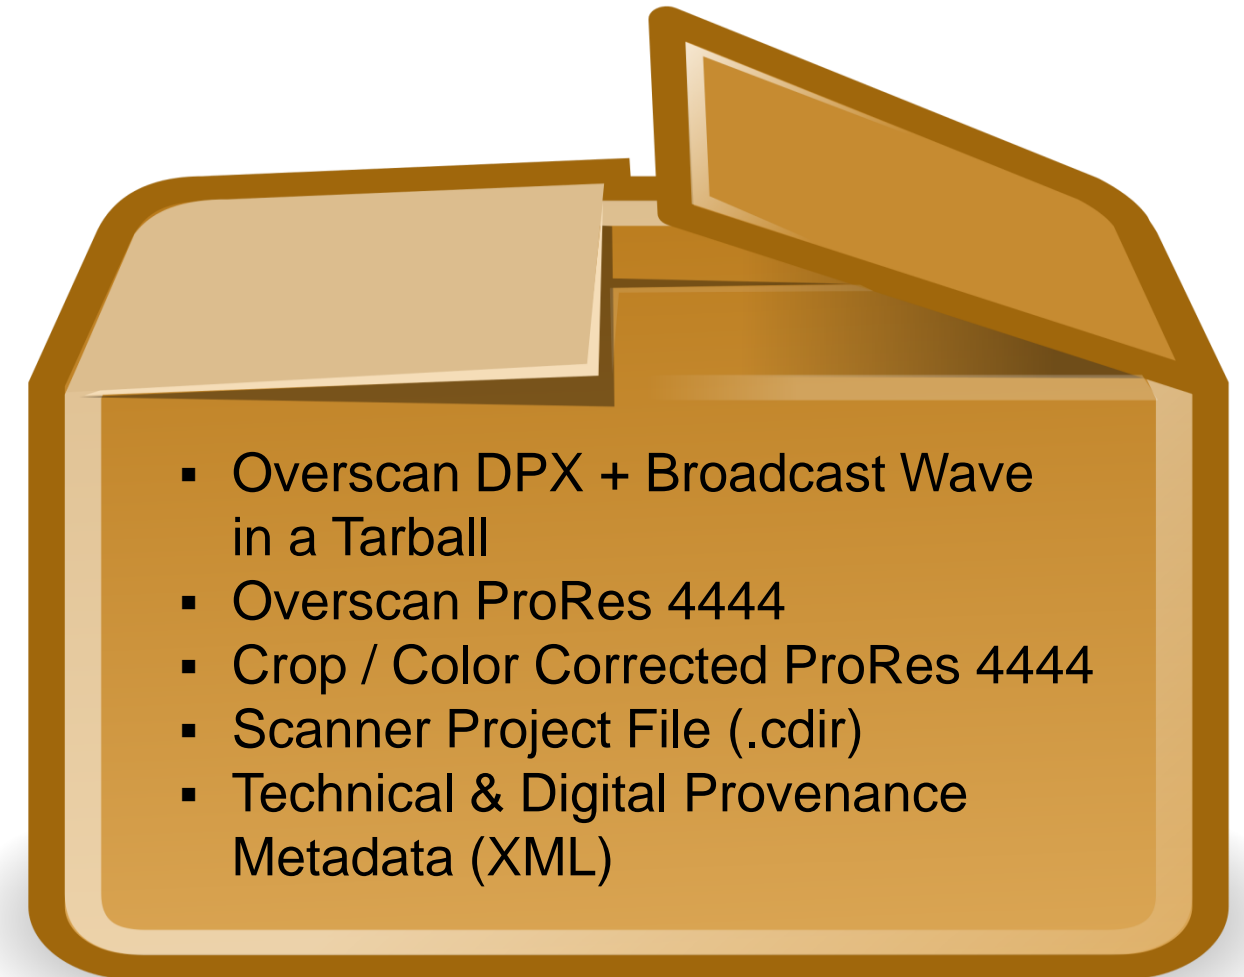 ▪ Overscan DPX + Broadcast Wave
in a Tarball
▪ Overscan ProRes 4444
▪ Crop / Color Corrected ProRes 4444
▪ Scanner Project File (.cdir)
▪ Technical & Digital Provenance
Metadata (XML)